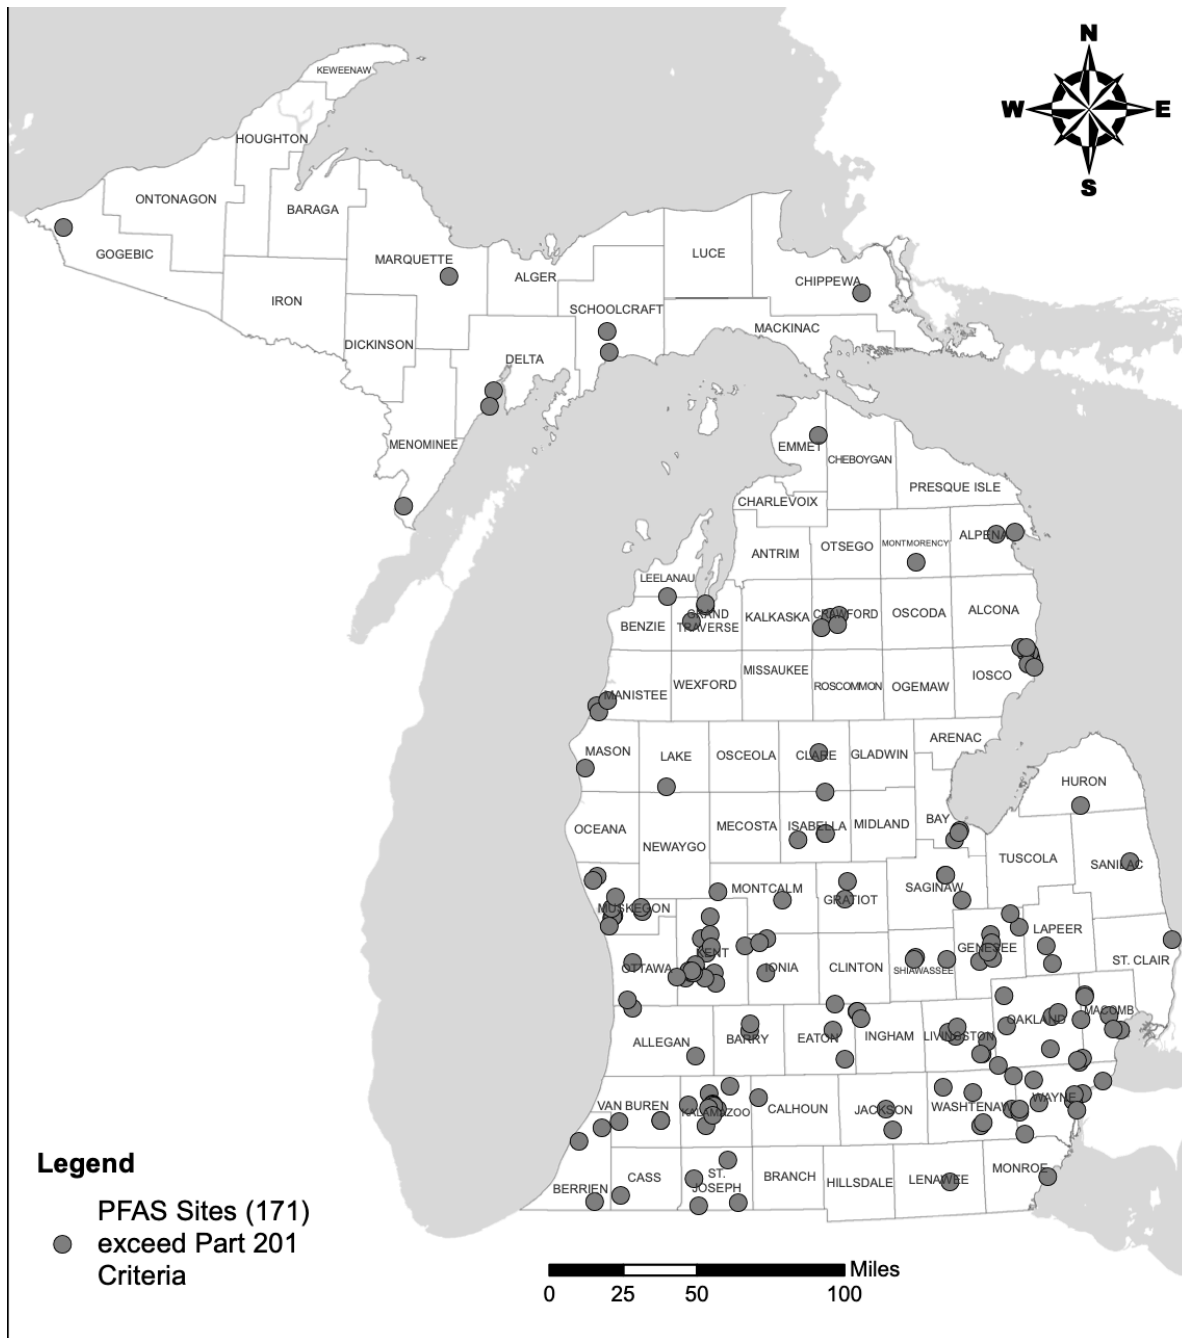 N
W E
S
KEWEENAW
HOUGHTON
ONTONAGON
BARAGA
GOGEBIC
MARQUETTE
LUCE
ALGER
CHIPPEWA
IRON
SCHOOLCRAFT
MACKINAC
DICKINSON
DELTA
MENOMINEE
EMMET
CHEBOYGAN
PRESQUE ISLE
CHARLEVOIX
ALPENA
OTSEGO
MONTMORENCY
ANTRIM
LEELANAU
GRAND
TRAVERSE
BENZIE
KALKASKA
CRAWFORD
OSCODA
ALCONA
MANISTEE
WEXFORD
MISSAUKEE
ROSCOMMON
OGEMAW
IOSCO
ARENAC
MASON
LAKE
OSCEOLA
CLARE
GLADWIN
HURON
OCEANA
NEWAYGO
MECOSTA
ISABELLA
MIDLAND
BAY
TUSCOLA
SANILAC
MONTCALM
GRATIOT
SAGINAW
MUSKEGON
LAPEER
GENESEE
KENT
OTTAWA
IONIA
CLINTON
SHIAWASSEE
ST. CLAIR
MACOMB
OAKLAND
ALLEGAN
BARRY
EATON
INGHAM
LIVINGSTON
VAN BUREN
KALAMAZOO
CALHOUN
JACKSON
WASHTENAW
WAYNE
BERRIEN
CASS
ST.
JOSEPH
BRANCH
HILLSDALE
LENAWEE
MONROE
Legend
PFAS Sites (171)
exceed Part 201
Criteria
Miles
0 25 50 100